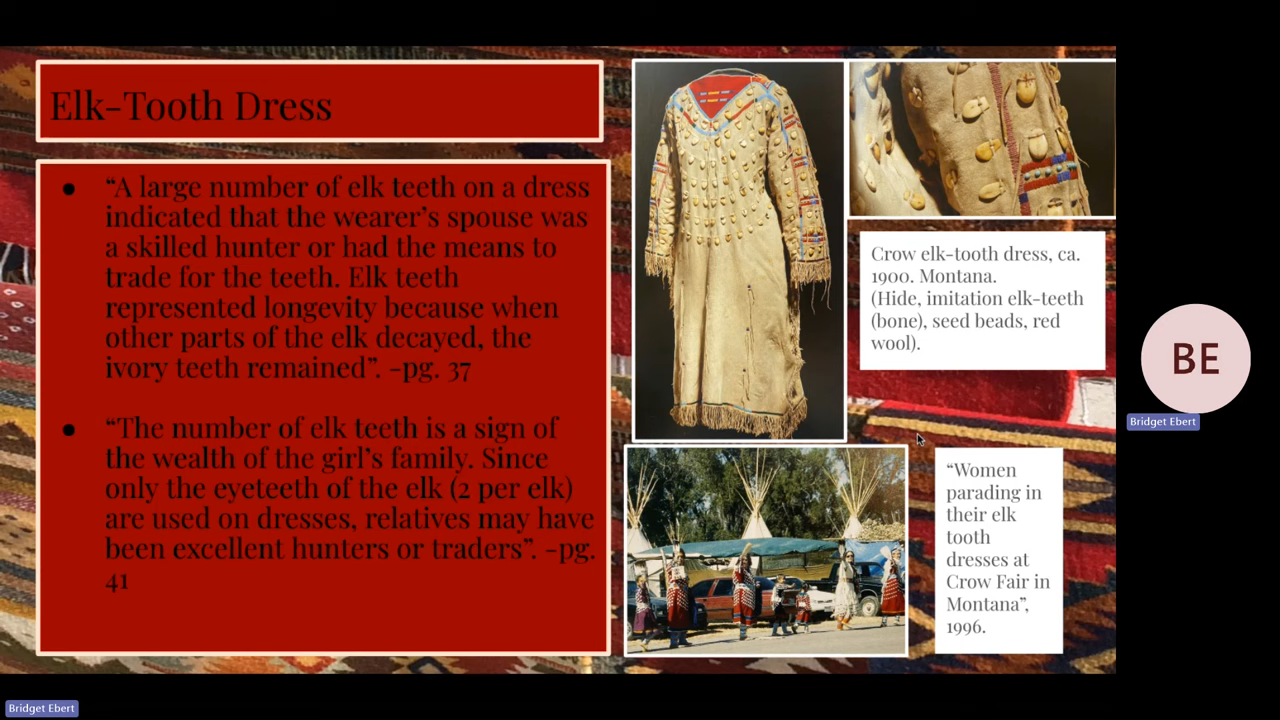 Elk-Tooth Dress
● “A large number of elk teeth on a dress
indicated that the wearer’s spouse was
a skilled hunter or had the means to
trade for the teeth. Elk teeth
represented longevity because when
other parts of the elk decayed, the
ivory teeth remained”. -pg. 37
● “The number of elk teeth is a sign of
the wealth of the girl’s family. Since
only the eyeteeth of the elk (2 per elk)
are used on dresses, relatives may have
been excellent hunters or traders”. -pg.
41
Crow elk-tooth dress, ca.
1900. Montana.
(Hide, imitation elk-teeth
(bone), seed beads, red
wool).
“Women
parading in
their elk
tooth
dresses at
Crow Fair in
Montana”,
1996.
BE
Bridget Ebert
Bridget Ebert